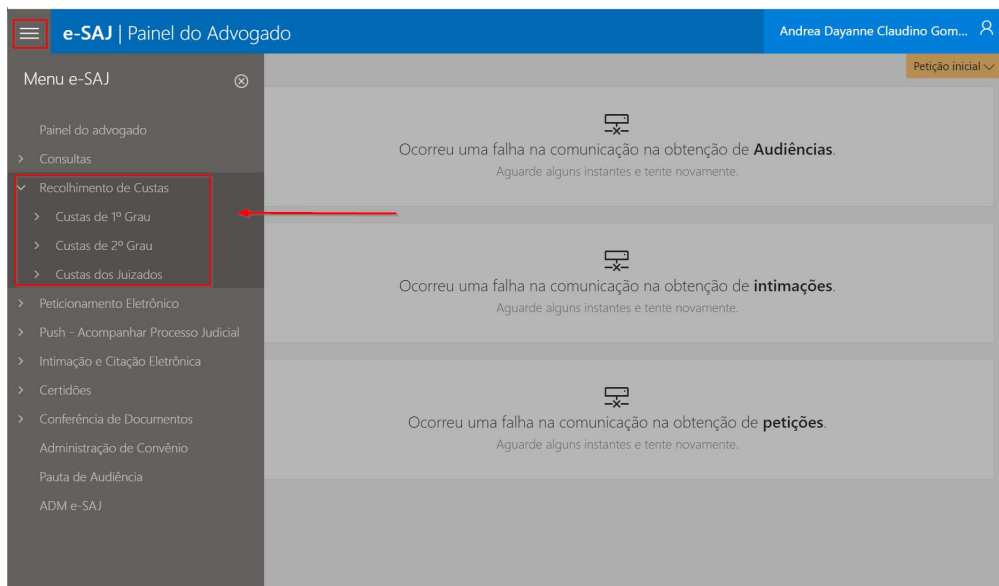 e-SAJ | Painel do Advogado
Andrea Dayanne Claudino Gom...
Menu e-SAJ
Petição inicial
Painel do advogado
Consultas
Recolhimento de Custas
Custas de 1º Grau
Custas de 2º Grau
Custas dos Juizados
Peticionamento Eletrônico
Push - Acompanhar Processo Judicial
Intimação e Citação Eletrônica
Certidões
Conferência de Documentos
Administração de Convênio
Pauta de Audiência
ADM e-SAJ
Ocorreu uma falha na comunicação na obtenção de Audiências.
Aguarde alguns instantes e tente novamente.
Ocorreu uma falha na comunicação na obtenção de intimações.
Aguarde alguns instantes e tente novamente.
Ocorreu uma falha na comunicação na obtenção de petições.
Aguarde alguns instantes e tente novamente.